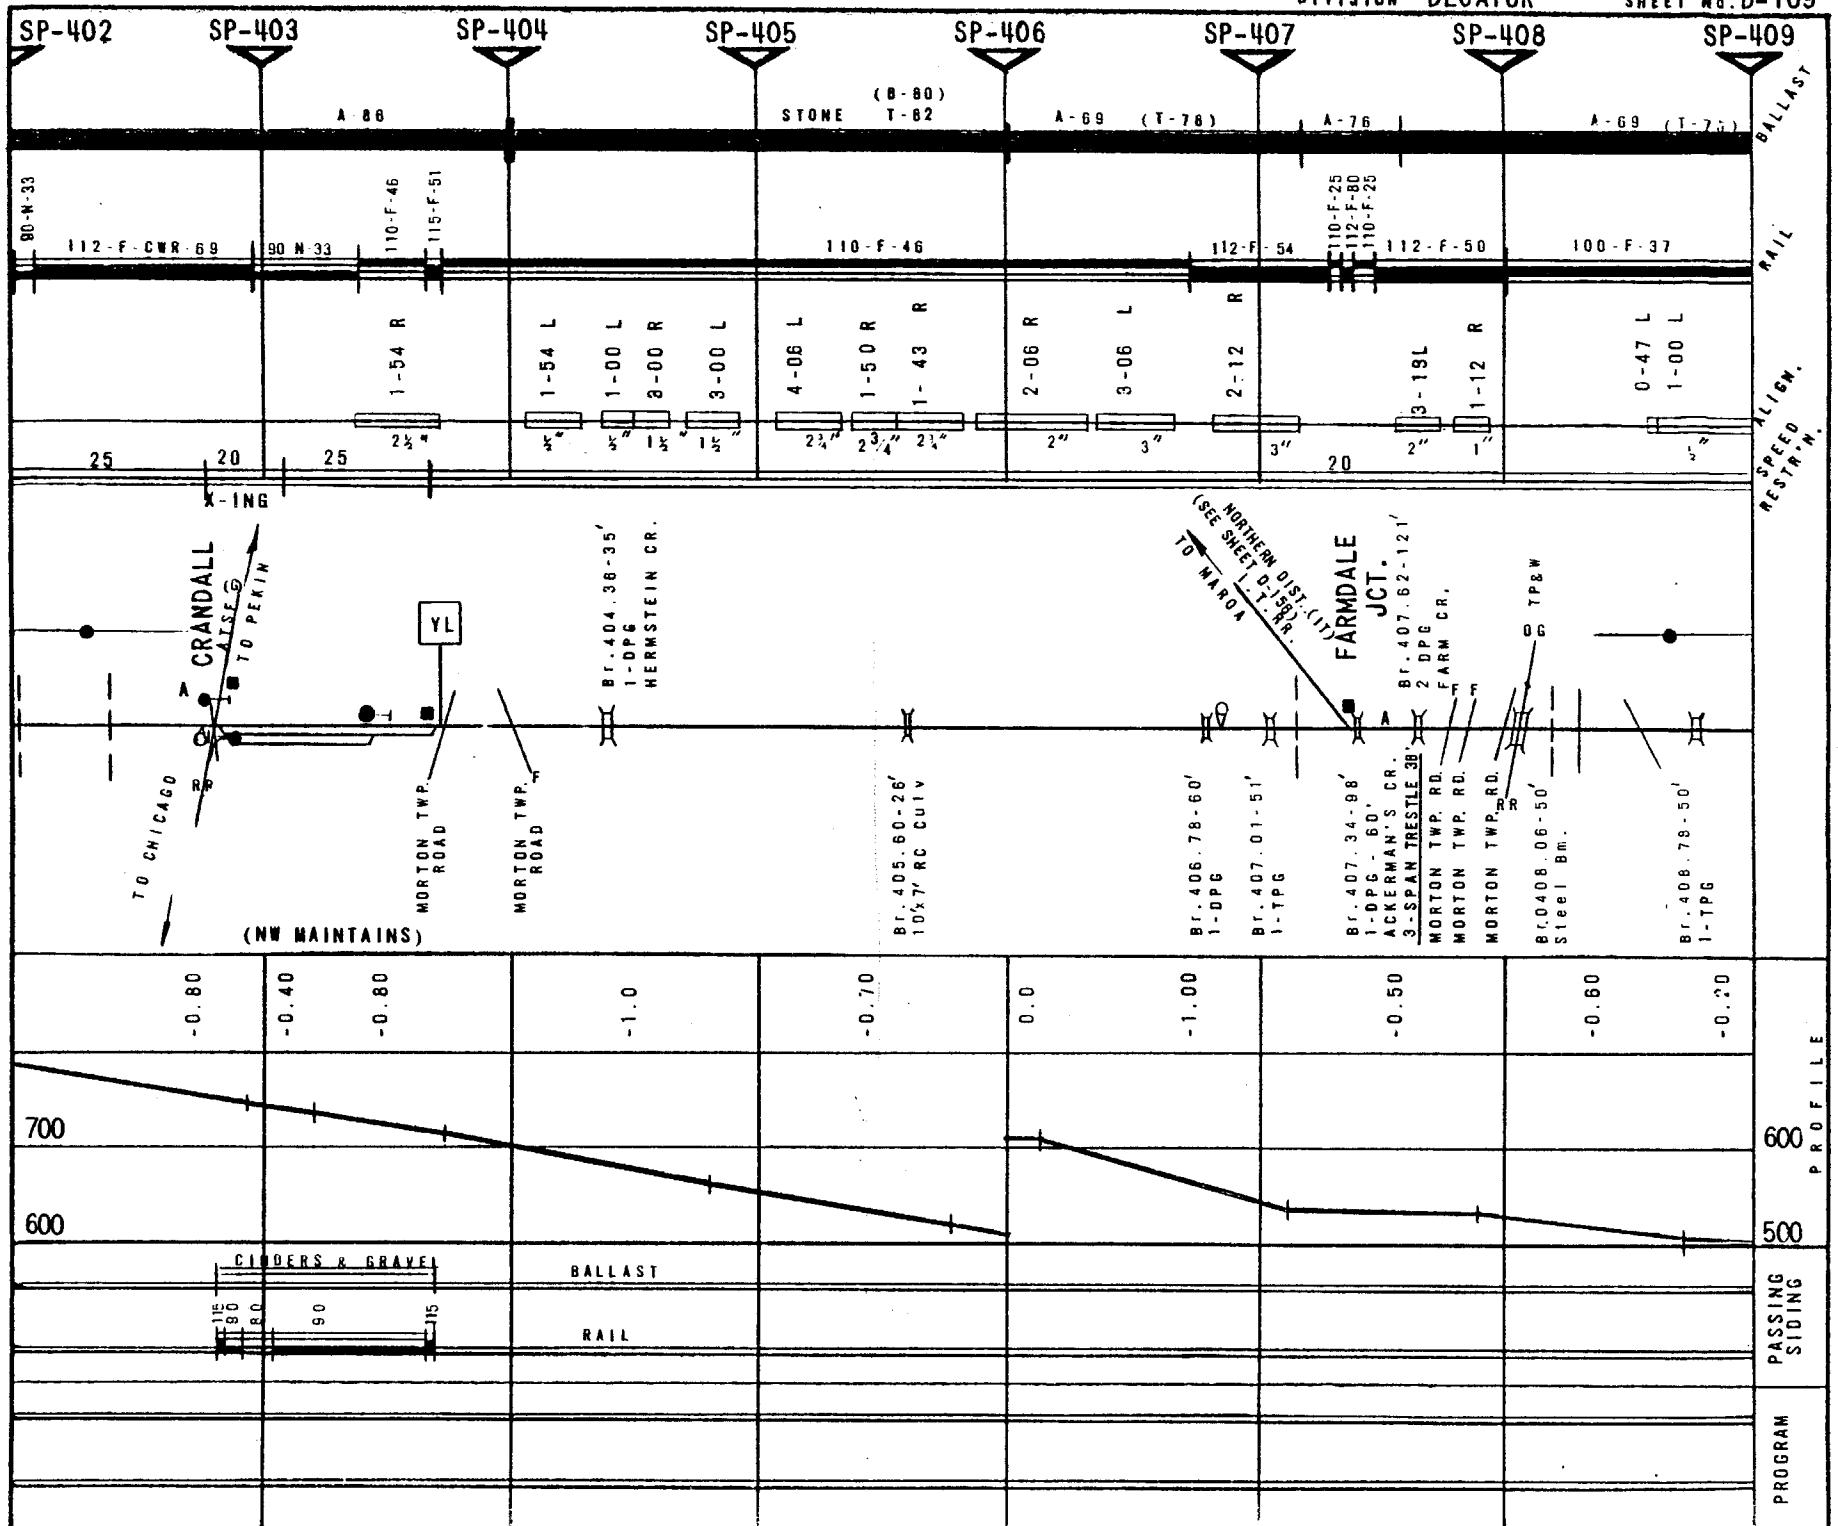 DIVISION DECATUR SHEET NO. D-109
SP-402 SP-403 SP-404 SP-405 SP-406 SP-407 SP-408 SP-409
A-86
STONE
(B-80)
T-82
A-69 (T-78)
A-76
A-69
BALLAST
90-N-33
112-F-CWR-69
90 N-33
110-F-46
115-F-51
110-F-46
112-F-54
110-F-25
112-F-80
110-F-25
112-F-50
100-F-37
RAIL
1-54 R
1-54 L
1-00 L
3-00 R
3-00 L
4-06 L
1-50 R
1-43 R
2-06 R
3-06 L
2-12 R
3-19L
1-12 R
0-47 L
1-00 L
ALIGN.
2½"
½"
½"
1½"
1½"
2¾"
2¾"
2¾"
2"
3"
3"
2"
1"
½"
25
20
25
20
SPEED
RESTR'N.
X-ING
CRANDALL
AT&SF (G)
TO PEKIN
A
RR
TO CHICAGO
YL
(NW MAINTAINS)
MORTON TWP.
ROAD
MORTON TWP.
ROAD
F
Br.404.38-35'
1-DPG
HERMSTEIN CR.
Br.405.60-26'
10'x7' RC Culv
Br.406.78-60'
1-DPG
Br.407.01-51'
1-TPG
NORTHERN DIST.(IT)
(SEE SHEET D-158)
I.T.RR.
TO MAROA
FARMDALE
JCT.
A
Br.407.34-98'
1-DPG-60'
ACKERMAN'S CR.
3-SPAN TRESTLE 38'
Br.407.62-121'
2 DPG
FARM CR.
F F
MORTON TWP. RD.
MORTON TWP. RD.
MORTON TWP. RD.
OG
TP&W
RR
Br.0408.06-50'
Steel Bm.
Br.408.78-50'
1-TPG
-0.80
-0.40
-0.80
-1.0
-0.70
0.0
-1.00
-0.50
-0.60
-0.20
700
600
600
500
PROFILE
CINDERS & GRAVEL
BALLAST
115
90
80
90
115
RAIL
PASSING
SIDING
PROGRAM